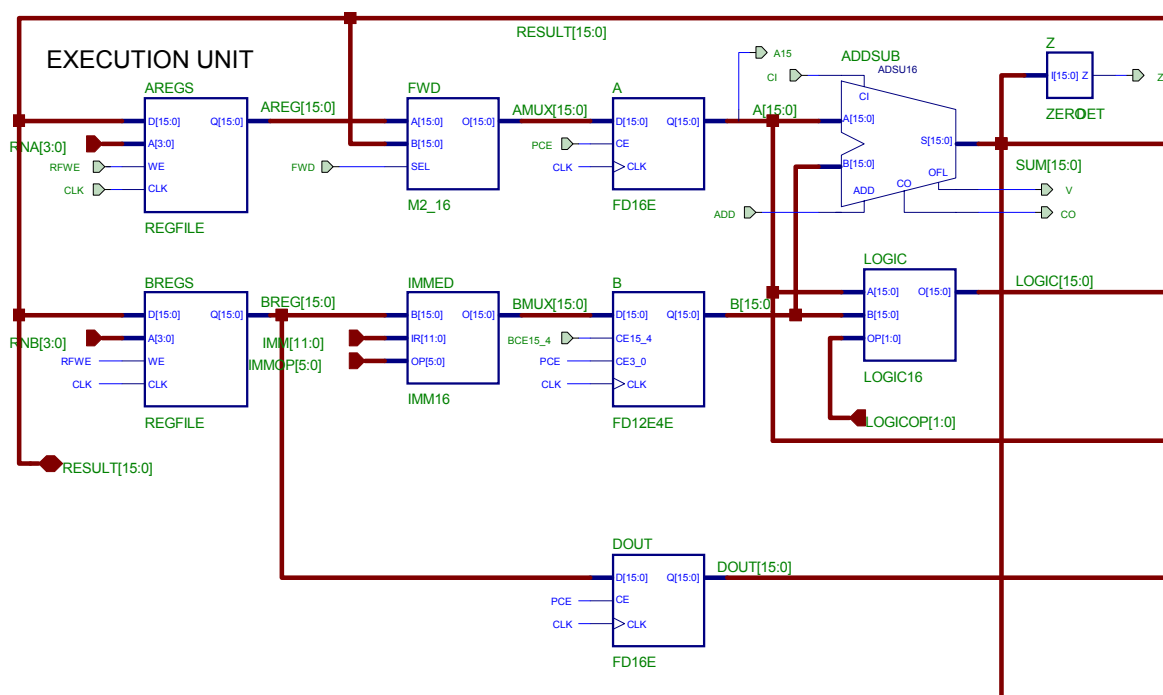 RESULT[15:0]
EXECUTION UNIT
AREGS
D[15:0]
Q[15:0]
A[3:0]
WE
CLK
REGFILE
RNA[3:0]
RFWE
CLK
AREG[15:0]
FWD
A[15:0]
O[15:0]
B[15:0]
SEL
M2_16
FWD
AMUX[15:0]
A
D[15:0]
Q[15:0]
CE
CLK
FD16E
PCE
CLK
A15
A[15:0]
CI
ADDSUB
ADSU16
CI
A[15:0]
B[15:0]
S[15:0]
OFL
CO
ADD
ADD
V
CO
SUM[15:0]
Z
I[15:0]
Z
ZERODET
Z
BREGS
D[15:0]
Q[15:0]
A[3:0]
WE
CLK
REGFILE
RNB[3:0]
RFWE
CLK
BREG[15:0]
IMMED
B[15:0]
O[15:0]
IR[11:0]
OP[5:0]
IMM16
IMM[11:0]
IMMOP[5:0]
BMUX[15:0]
B
D[15:0]
Q[15:0]
CE15_4
CE3_0
CLK
FD12E4E
BCE15_4
PCE
CLK
B[15:0]
LOGIC
A[15:0]
O[15:0]
B[15:0]
OP[1:0]
LOGIC16
LOGIC[15:0]
LOGICOP[1:0]
RESULT[15:0]
DOUT
D[15:0]
Q[15:0]
CE
CLK
FD16E
PCE
CLK
DOUT[15:0]